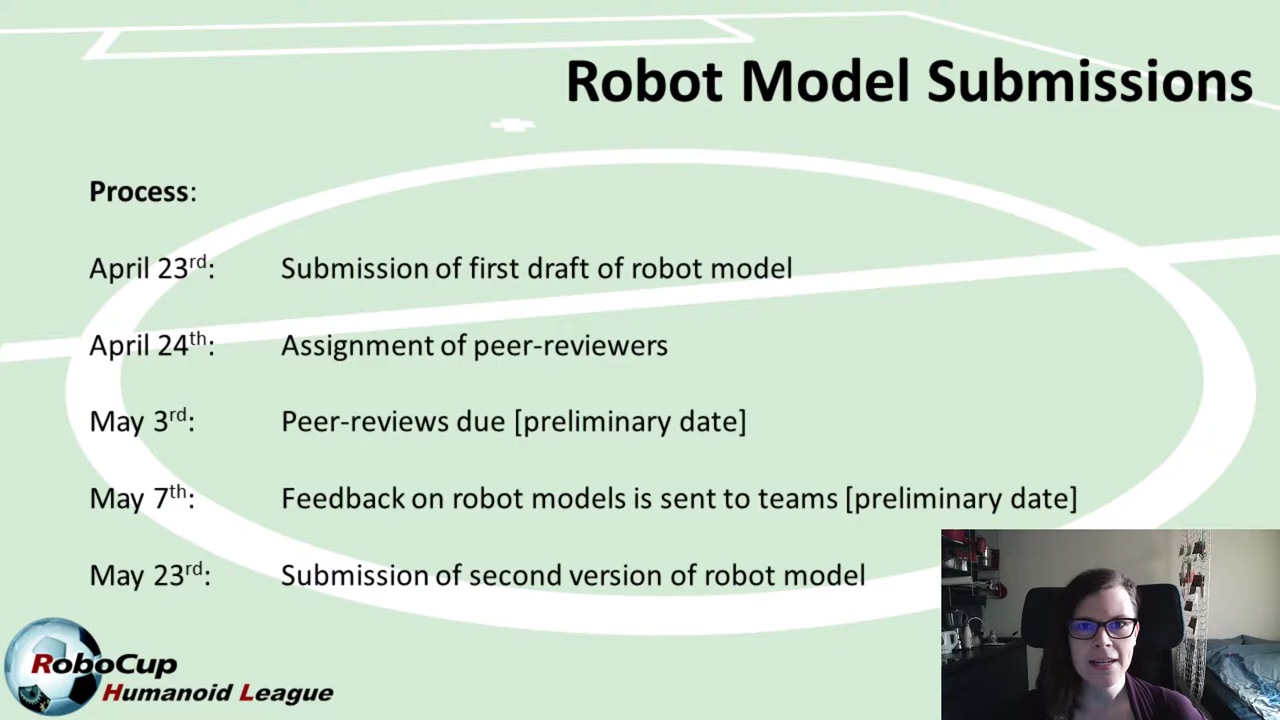 Robot Model Submissions
Process:
April 23rd: Submission of first draft of robot model
April 24th: Assignment of peer-reviewers
May 3rd: Peer-reviews due [preliminary date]
May 7th: Feedback on robot models is sent to teams [preliminary date]
May 23rd: Submission of second version of robot model
RoboCup
Humanoid League